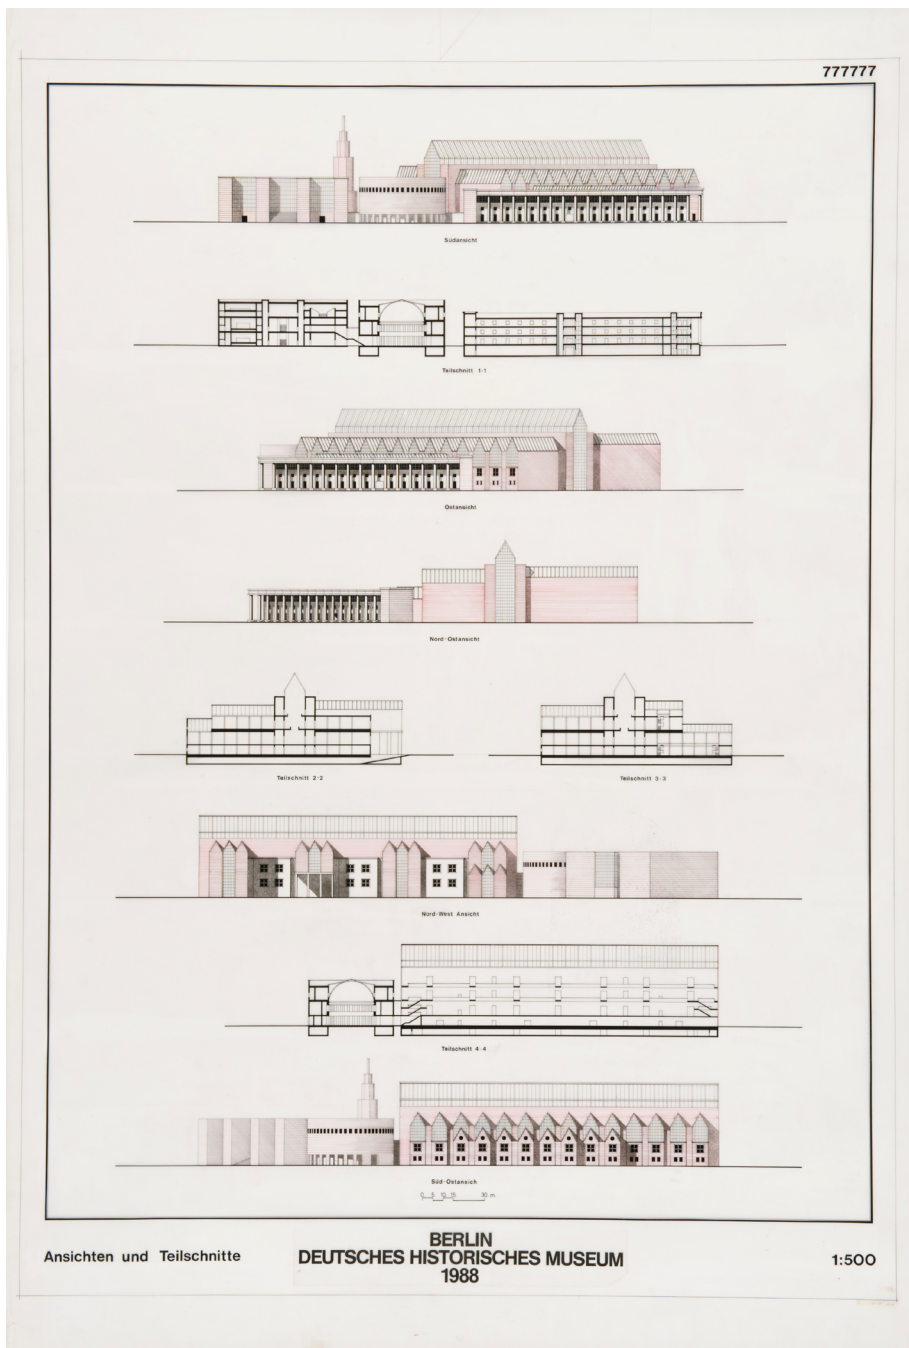 777777
Südansicht
Teilschnitt 1-1
Ostansicht
Nord-Ostansicht
Teilschnitt 2-2
Teilschnitt 3-3
Nord-West Ansicht
Teilschnitt 4-4
Süd-Ostansich
0 5 10 15 30 m
Ansichten und Teilschnitte
BERLIN
DEUTSCHES HISTORISCHES MUSEUM
1988
1:500